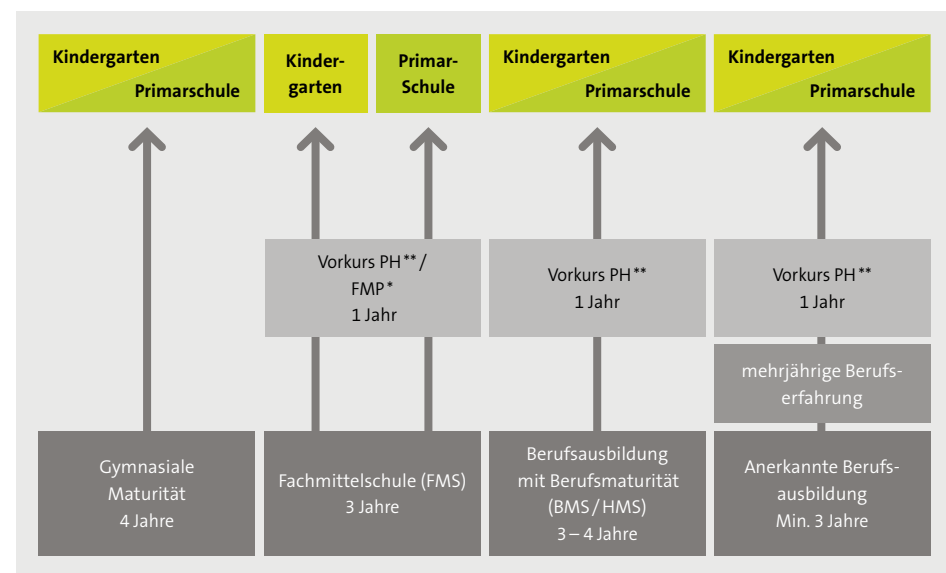 Kindergarten
Primarschule
Kinder-
garten
Primar-
Schule
Kindergarten
Primarschule
Kindergarten
Primarschule
Vorkurs PH** /
FMP*
1 Jahr
Vorkurs PH**
1 Jahr
Vorkurs PH**
1 Jahr
mehrjährige Berufs-
erfahrung
Gymnasiale
Maturität
4 Jahre
Fachmittelschule (FMS)
3 Jahre
Berufsausbildung
mit Berufsmaturität
(BMS / HMS)
3 – 4 Jahre
Anerkannte Berufs-
ausbildung
Min. 3 Jahre